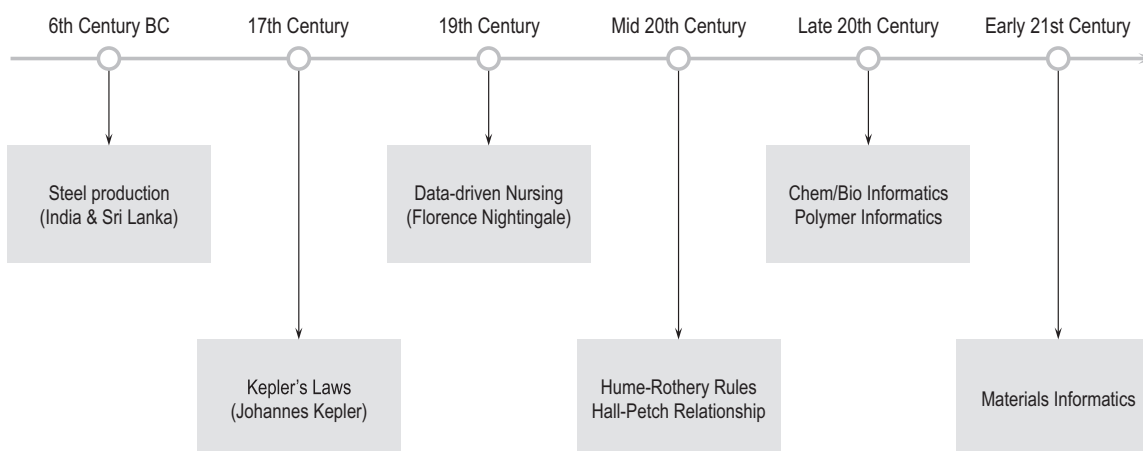 6th Century BC
17th Century
19th Century
Mid 20th Century
Late 20th Century
Early 21st Century
Steel production
(India & Sri Lanka)
Data-driven Nursing
(Florence Nightingale)
Chem/Bio Informatics
Polymer Informatics
Kepler’s Laws
(Johannes Kepler)
Hume-Rothery Rules
Hall-Petch Relationship
Materials Informatics